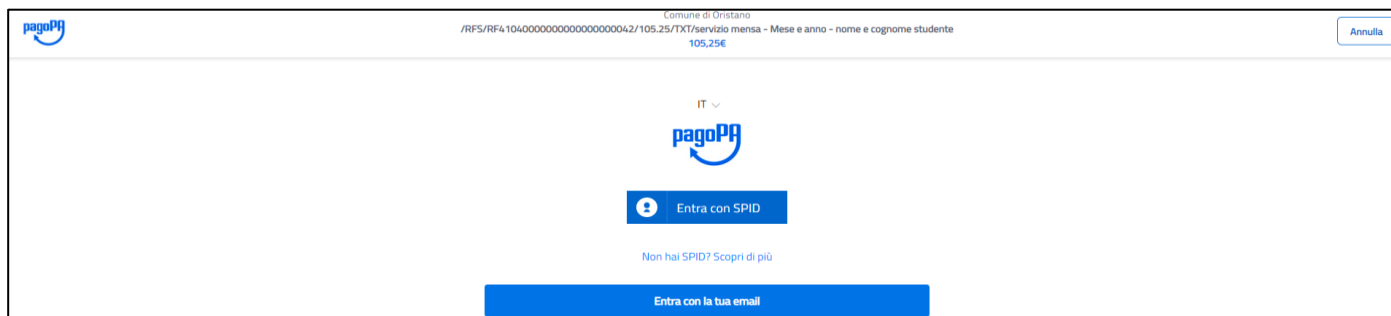 pagoPA
Comune di Oristano
/RFS/RF41040000000000000000042/105.25/TXT/servizio mensa - Mese e anno - nome e cognome studente
105,25€
Annulla
IT
pagoPA
Entra con SPID
Non hai SPID? Scopri di più
Entra con la tua email